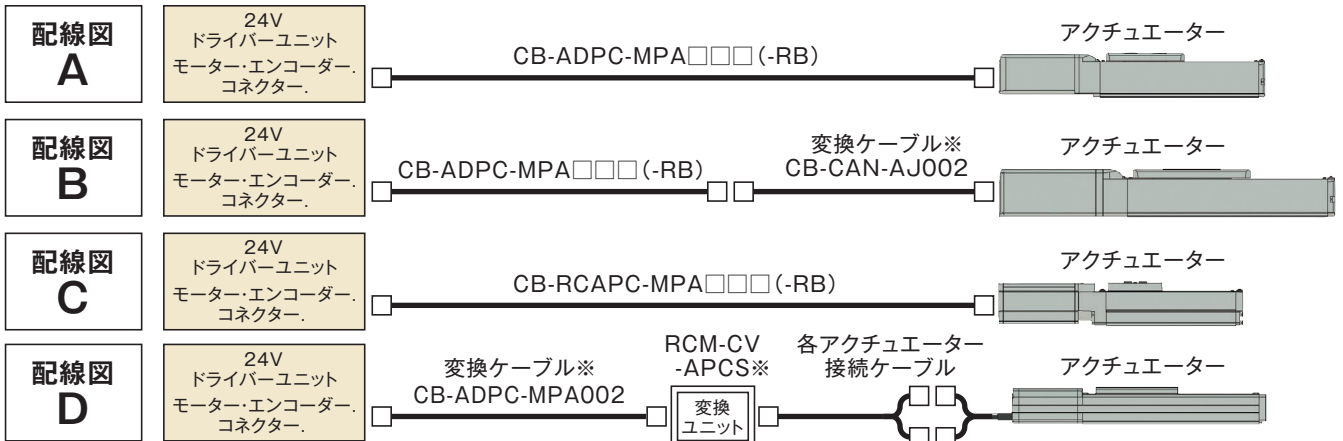 配線図
A
24V
ドライバーユニット
モーター・エンコーダー.
コネクター.
CB-ADPC-MPA□□□(-RB)
アクチュエーター
配線図
B
24V
ドライバーユニット
モーター・エンコーダー.
コネクター.
CB-ADPC-MPA□□□(-RB)
変換ケーブル※
CB-CAN-AJ002
アクチュエーター
配線図
C
24V
ドライバーユニット
モーター・エンコーダー.
コネクター.
CB-RCAPC-MPA□□□(-RB)
アクチュエーター
配線図
D
24V
ドライバーユニット
モーター・エンコーダー.
コネクター.
変換ケーブル※
CB-ADPC-MPA002
RCM-CV
-APCS※
変換
ユニット
各アクチュエーター
接続ケーブル
アクチュエーター